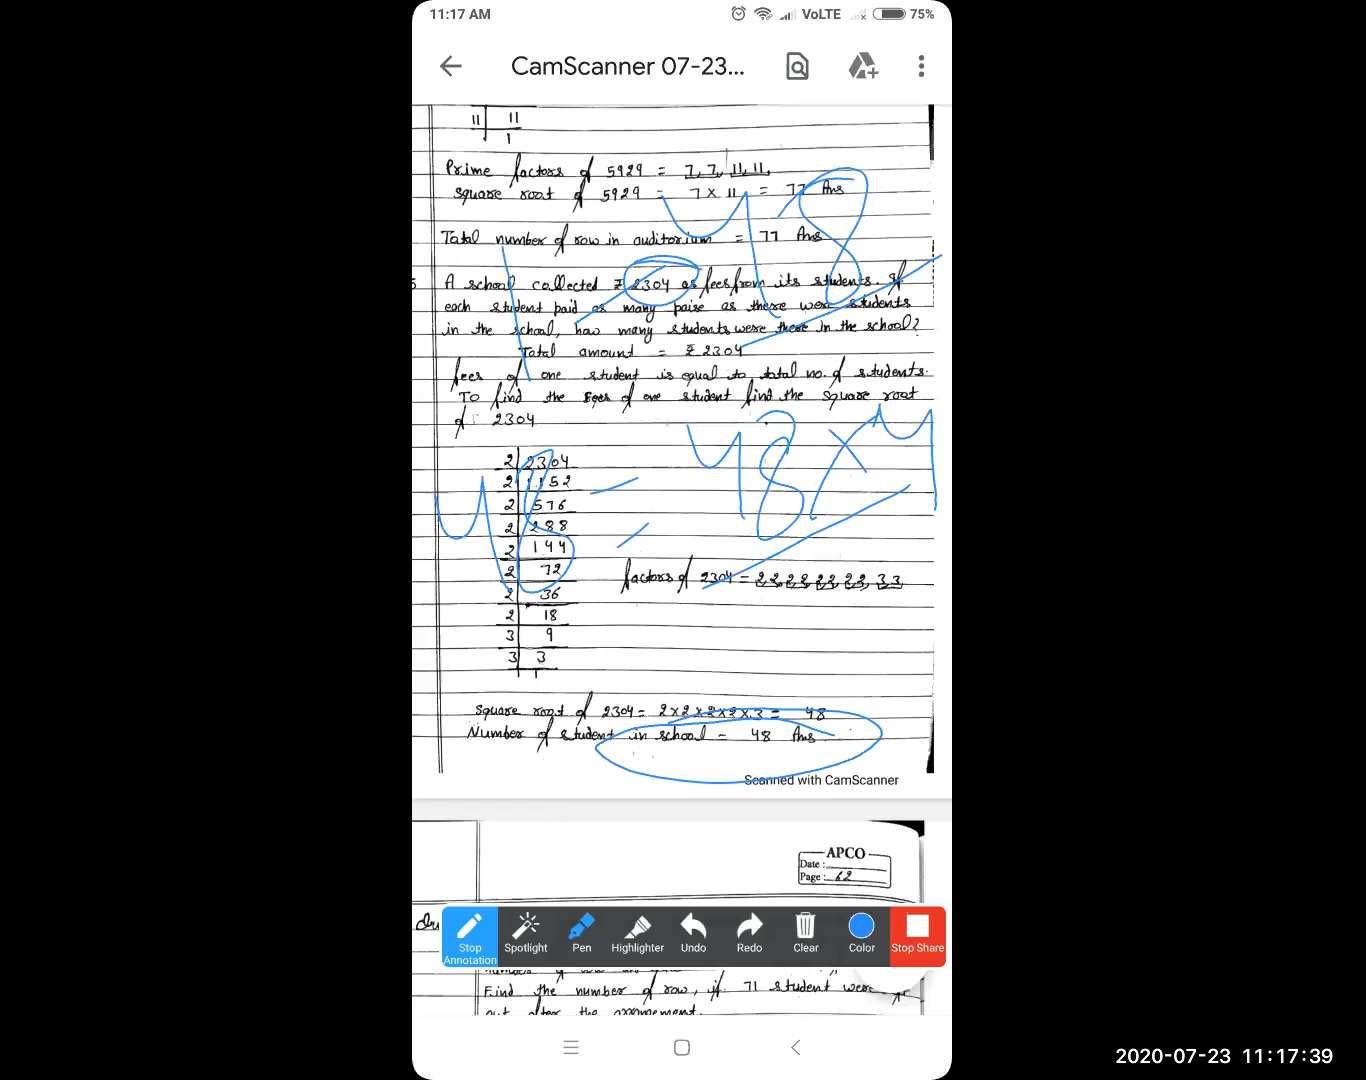 11:17 AM
VoLTE
75%
CamScanner 07-23...
11 | 11
1
Prime factors of 5929 = 7, 7, 11, 11,
square root of 5929 = 7 × 11 = 77 Ans
Total number of row in auditorium = 77 Ans
A school collected ₹ 2304 as fees from its students. If
each student paid as many paise as there were students
in the school, how many students were there in the school?
Total amount = ₹ 2304
fees of one student is equal to total no. of students.
To find the Fees of one student find the square root
of 2304
48
48 × 4
48
2 | 2304
2 | 1152
2 | 576
2 | 288
2 | 144
2 | 72
2 | 36
2 | 18
3 | 9
3 | 3
1
factors of 2304 = 2,2,2,2,2,2,2,2, 3,3,
square root of 2304 = 2×2×2×2×3 = 48
Number of student in school = 48 Ans
Scanned with CamScanner
APCO
Date :
Page : 62
Stop Annotation
Spotlight
Pen
Highlighter
Undo
Redo
Clear
Color
Stop Share
Find the number of row, if 71 student were
out after the arrangement.
2020-07-23 11:17:39